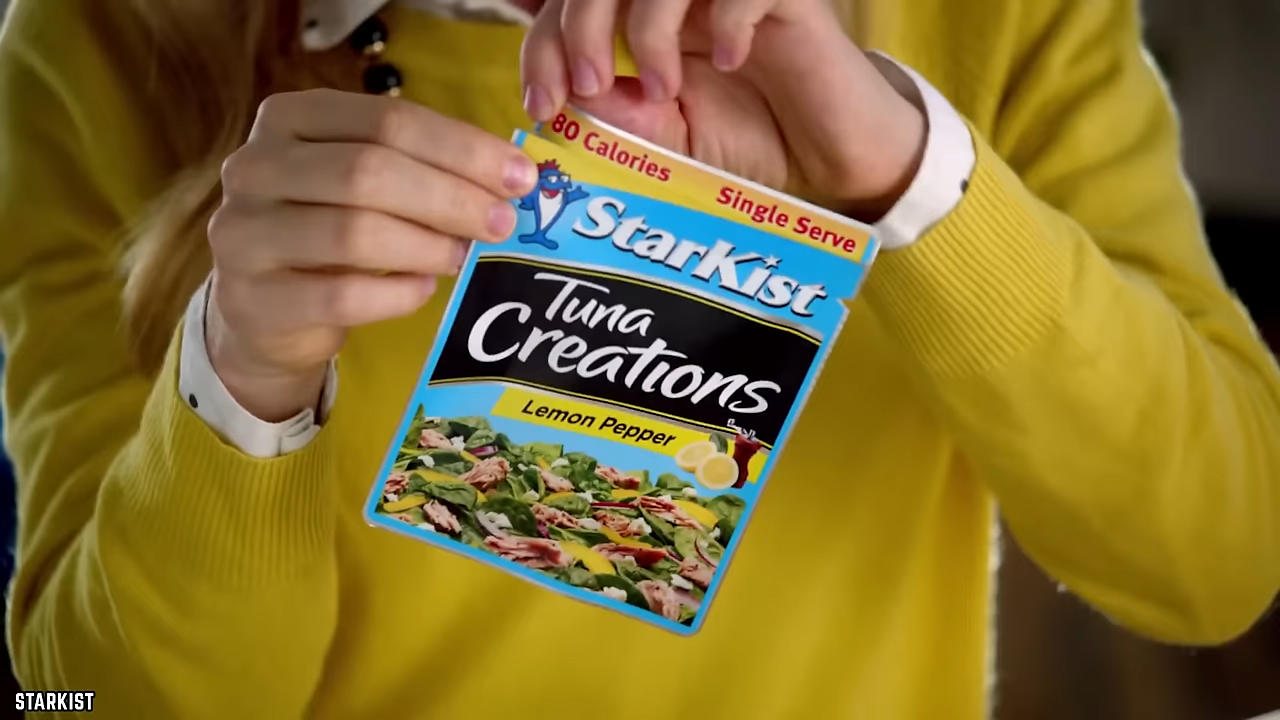 80 Calories Single Serve
StarKist
Tuna
Creations
Lemon Pepper
STARKIST